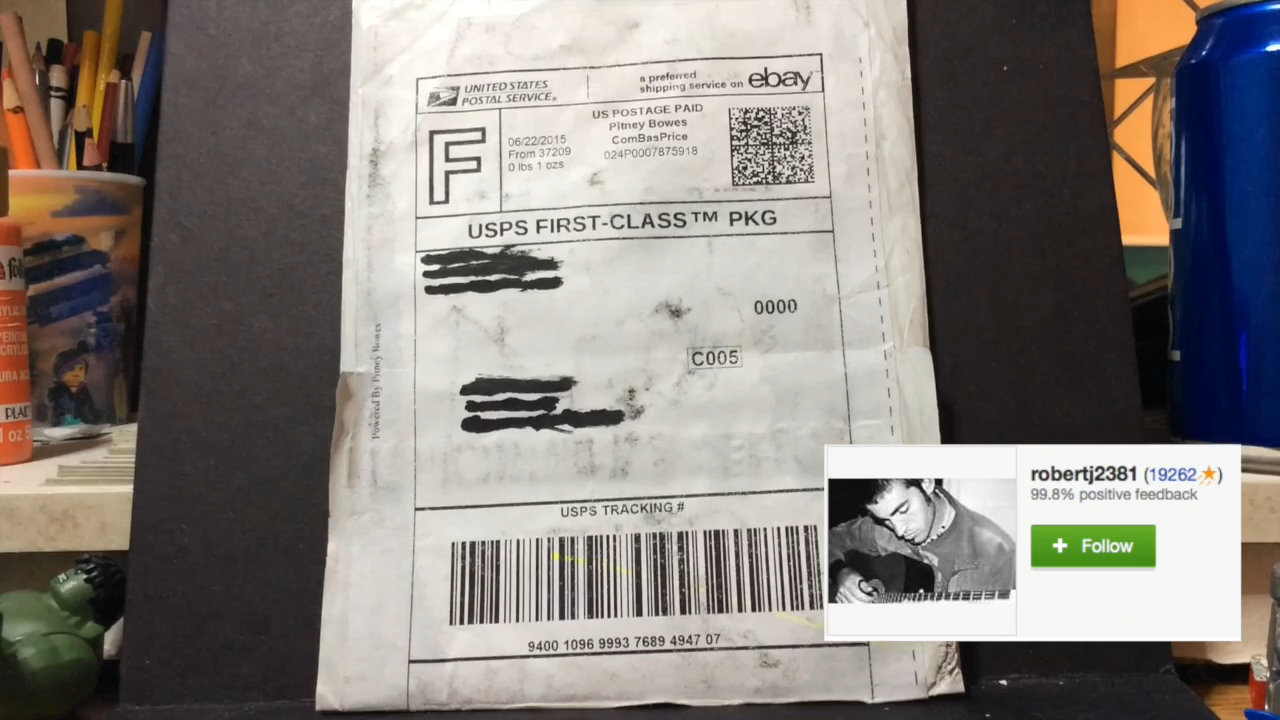 UNITED STATES
POSTAL SERVICE®
a preferred
shipping service on ebay
F
06/22/2015
From 37209
0 lbs 1 ozs
US POSTAGE PAID
Pitney Bowes
ComBasPrice
024P0007875918
USPS FIRST-CLASS™ PKG
0000
C005
Powered By Pitney Bowes
USPS TRACKING #
9400 1096 9993 7689 4947 07
robertj2381 (19262)
99.8% positive feedback
+ Follow
PLAID